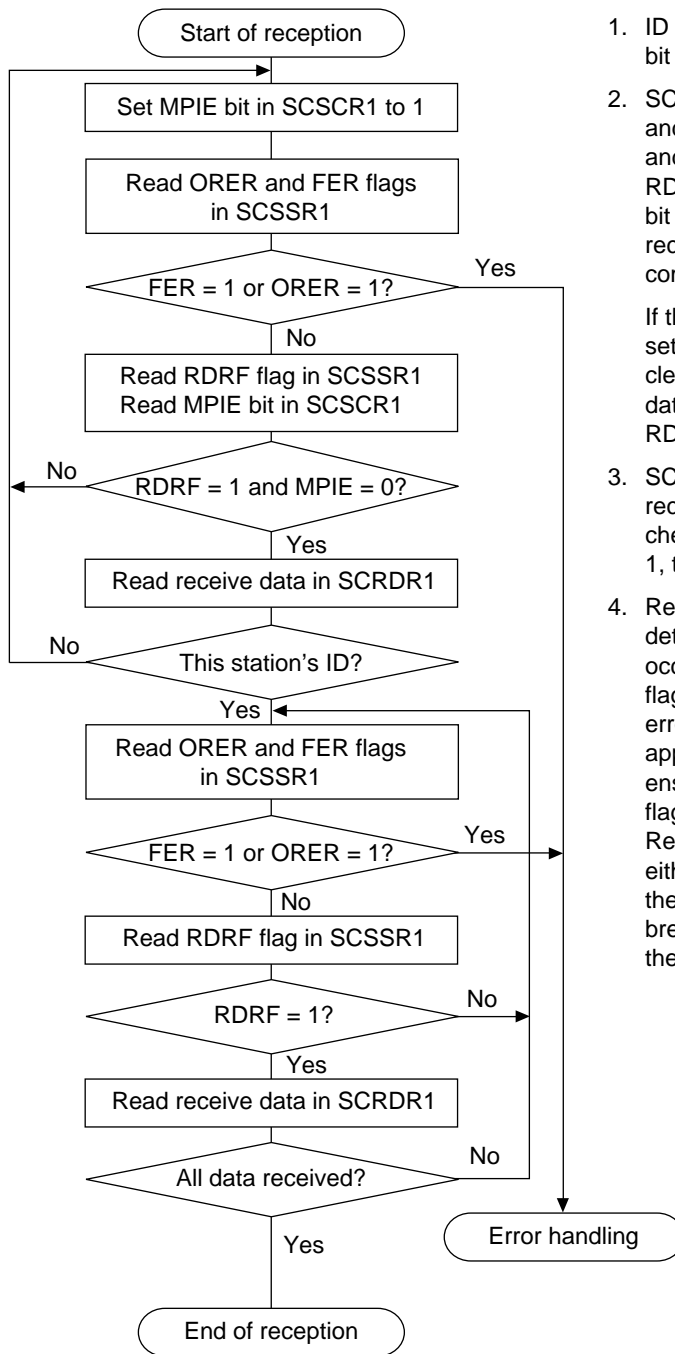 Start of reception
Set MPIE bit in SCSCR1 to 1
Read ORER and FER flags
in SCSSR1
FER = 1 or ORER = 1?
Yes
No
Read RDRF flag in SCSSR1
Read MPIE bit in SCSCR1
RDRF = 1 and MPIE = 0?
No
Yes
Read receive data in SCRDR1
This station's ID?
No
Yes
Read ORER and FER flags
in SCSSR1
FER = 1 or ORER = 1?
Yes
No
Read RDRF flag in SCSSR1
RDRF = 1?
No
Yes
Read receive data in SCRDR1
All data received?
No
Yes
Error handling
End of reception
1. ID
bit
2. SC
and
and
RD
bit
rec
con
If th
set
cle
dat
RD
3. SC
rec
che
1, t
4. Re
det
occ
flag
err
app
ens
flag
Re
eith
the
bre
the